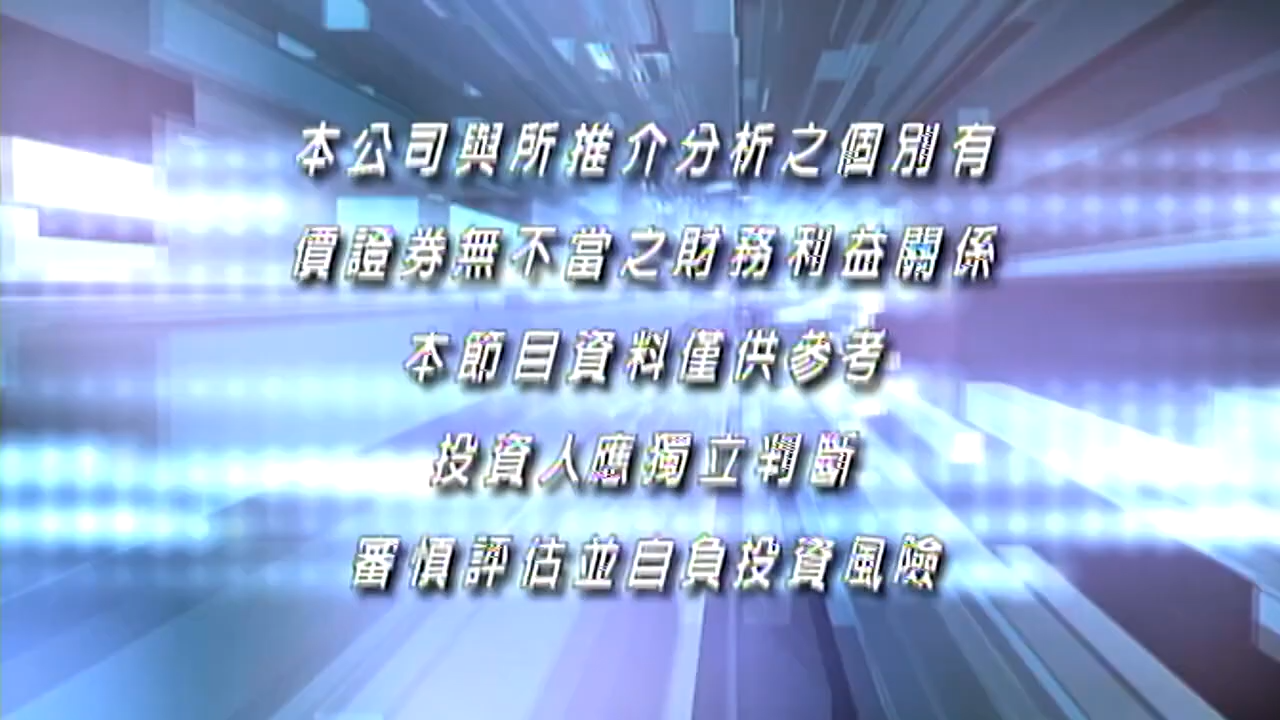 本公司與所推介分析之個別有
價證券無不當之財務利益關係
本節目資料僅供參考
投資人應獨立判斷
審慎評估並自負投資風險